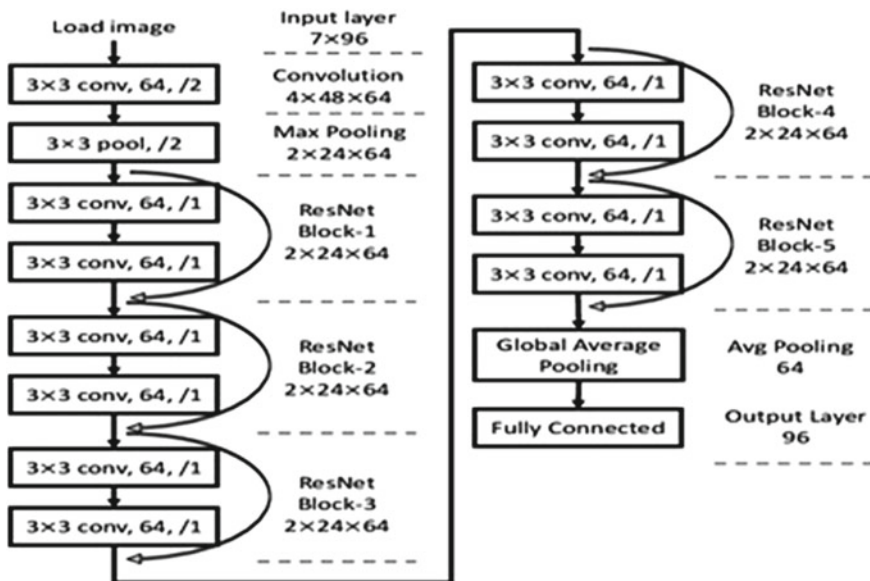 Load image
Input layer
7×96
3×3 conv, 64, /2
Convolution
4×48×64
3×3 pool, /2
Max Pooling
2×24×64
3×3 conv, 64, /1
3×3 conv, 64, /1
ResNet
Block-1
2×24×64
3×3 conv, 64, /1
3×3 conv, 64, /1
ResNet
Block-2
2×24×64
3×3 conv, 64, /1
3×3 conv, 64, /1
ResNet
Block-3
2×24×64
3×3 conv, 64, /1
3×3 conv, 64, /1
ResNet
Block-4
2×24×64
3×3 conv, 64, /1
3×3 conv, 64, /1
ResNet
Block-5
2×24×64
Global Average
Pooling
Avg Pooling
64
Fully Connected
Output Layer
96